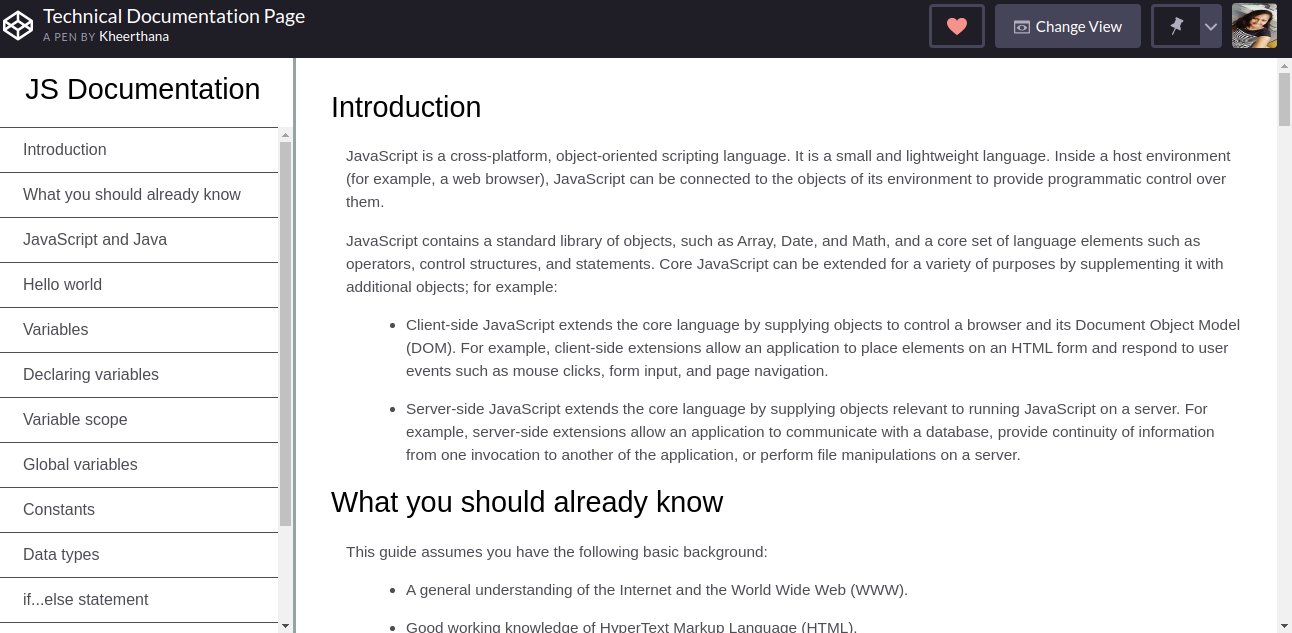 Technical Documentation Page
A PEN BY Kheerthana
Change View
JS Documentation
Introduction
What you should already know
JavaScript and Java
Hello world
Variables
Declaring variables
Variable scope
Global variables
Constants
Data types
if...else statement
Introduction
JavaScript is a cross-platform, object-oriented scripting language. It is a small and lightweight language. Inside a host environment
(for example, a web browser), JavaScript can be connected to the objects of its environment to provide programmatic control over
them.
JavaScript contains a standard library of objects, such as Array, Date, and Math, and a core set of language elements such as
operators, control structures, and statements. Core JavaScript can be extended for a variety of purposes by supplementing it with
additional objects; for example:
• Client-side JavaScript extends the core language by supplying objects to control a browser and its Document Object Model
(DOM). For example, client-side extensions allow an application to place elements on an HTML form and respond to user
events such as mouse clicks, form input, and page navigation.
• Server-side JavaScript extends the core language by supplying objects relevant to running JavaScript on a server. For
example, server-side extensions allow an application to communicate with a database, provide continuity of information
from one invocation to another of the application, or perform file manipulations on a server.
What you should already know
This guide assumes you have the following basic background:
• A general understanding of the Internet and the World Wide Web (WWW).
• Good working knowledge of HyperText Markup Language (HTML).